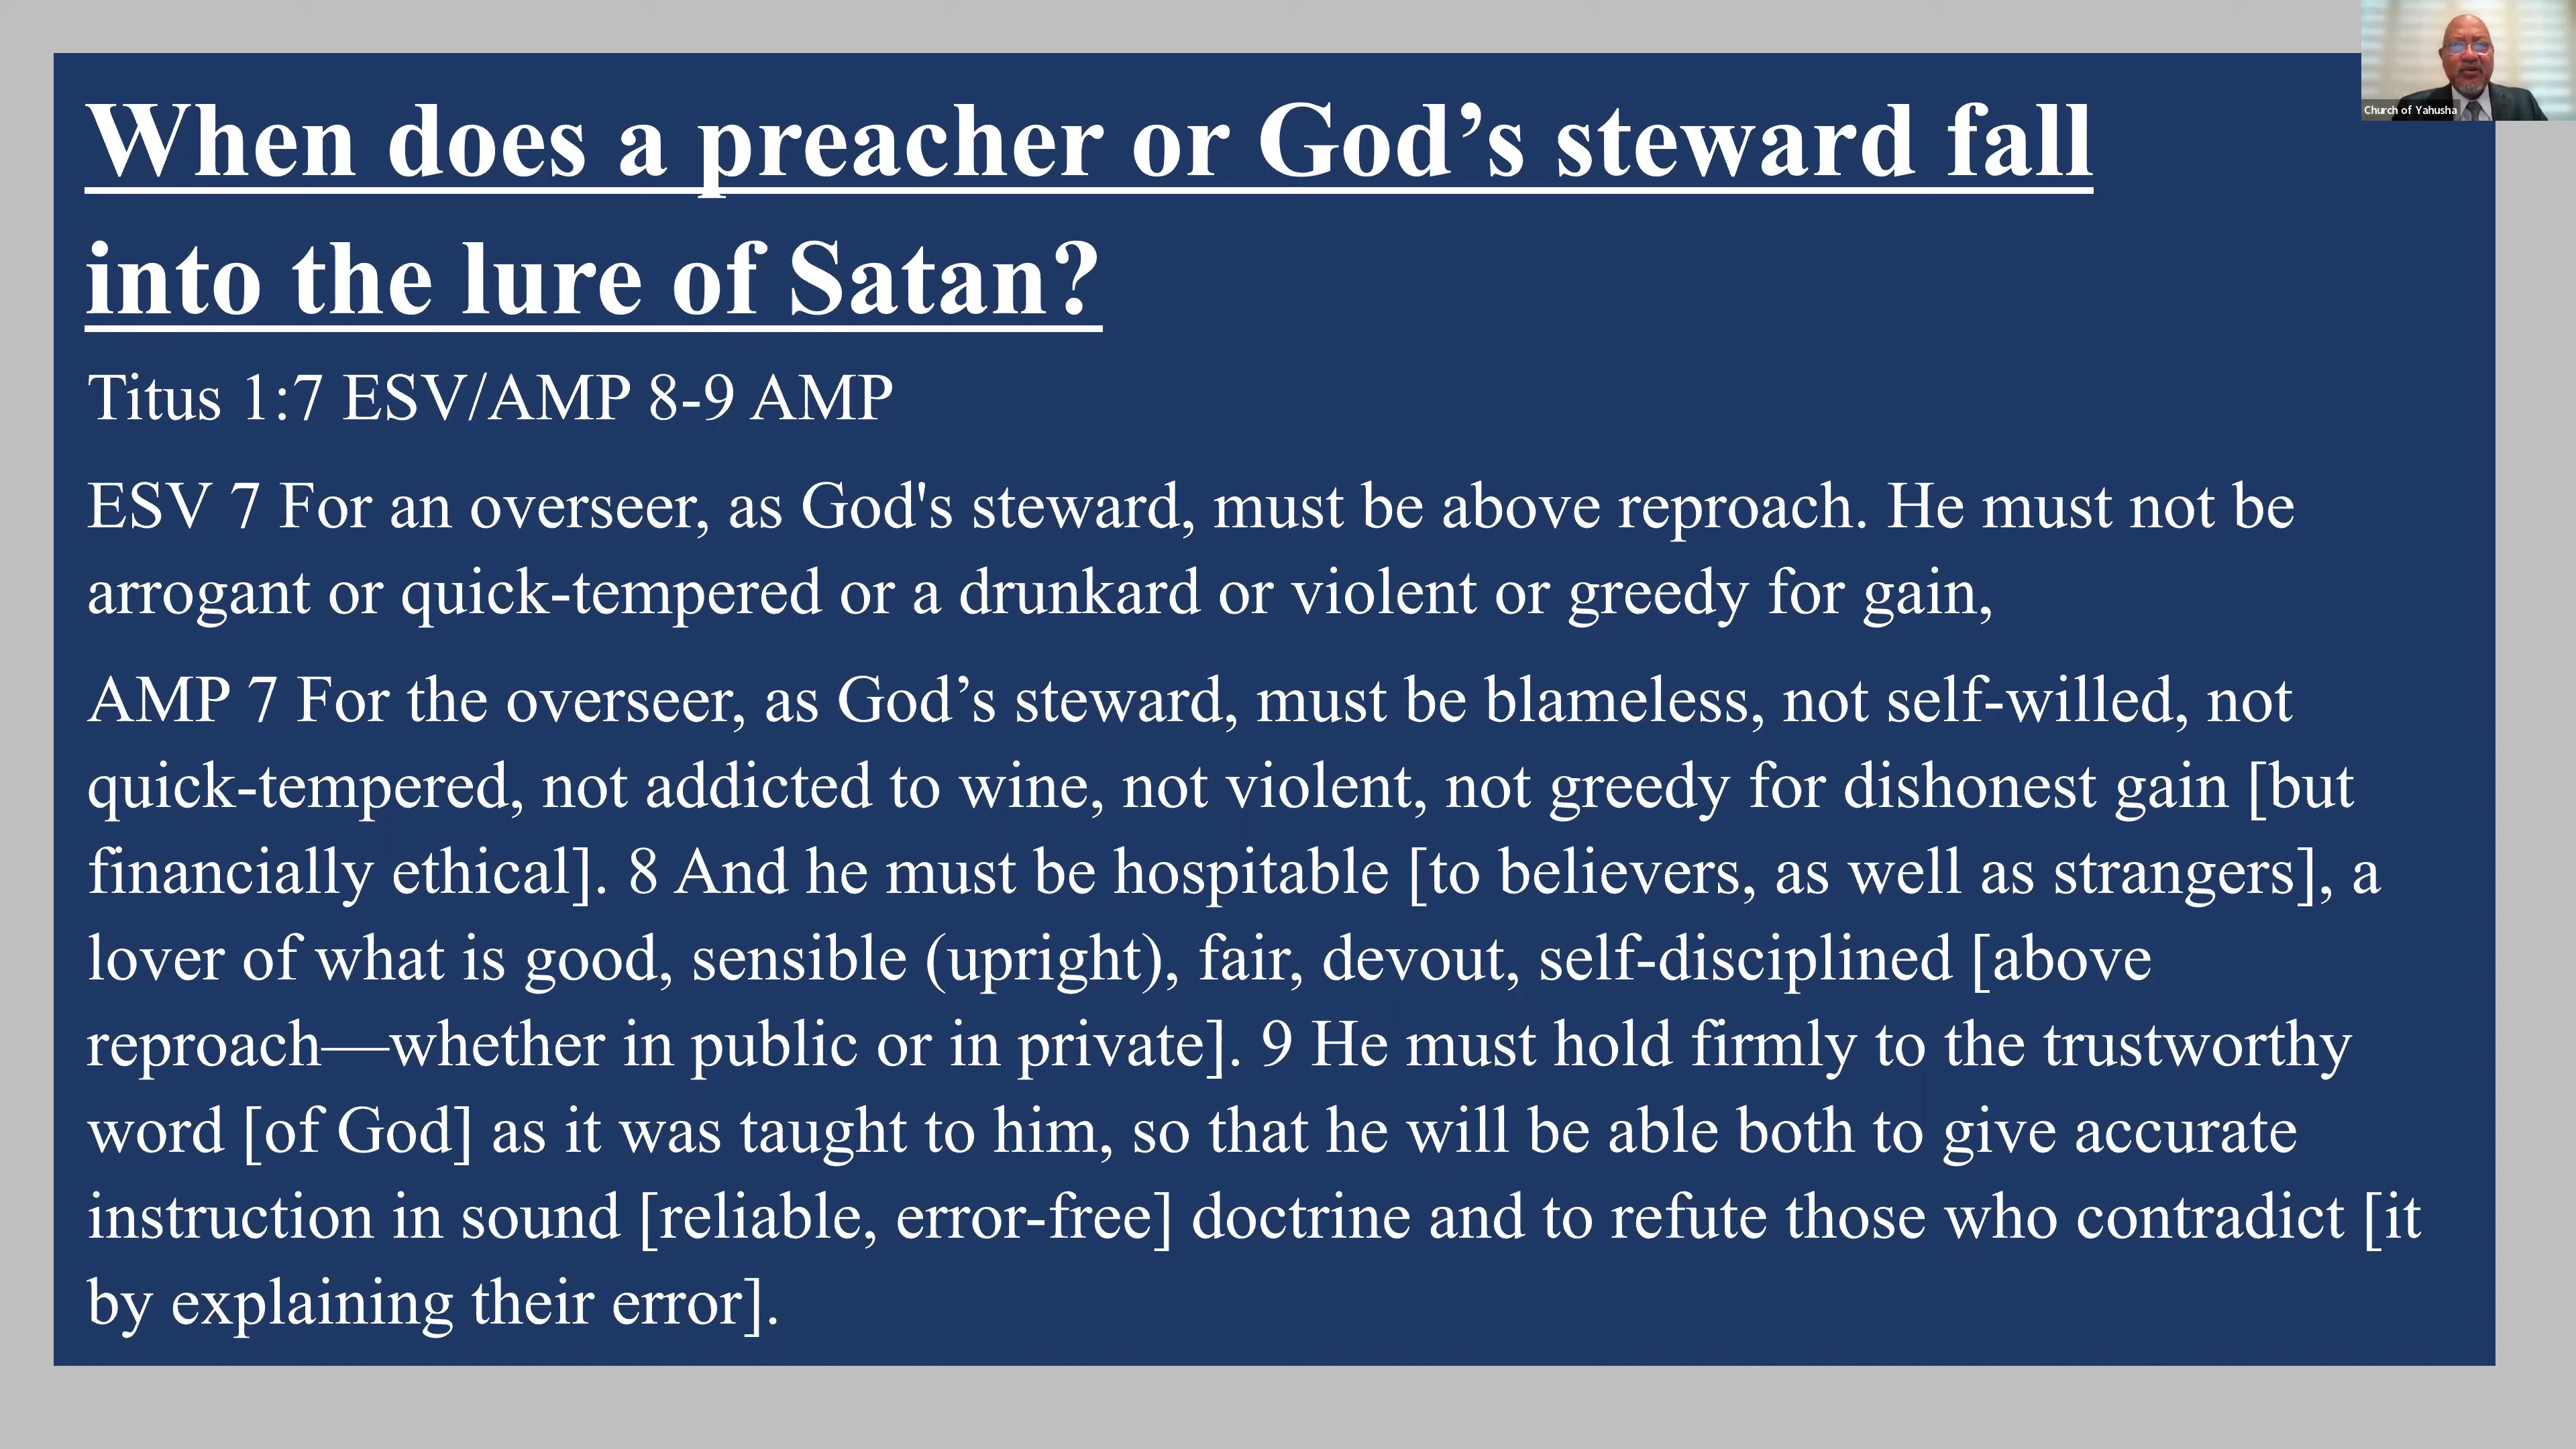 When does a preacher or God’s steward fall
into the lure of Satan?
Titus 1:7 ESV/AMP 8-9 AMP
ESV 7 For an overseer, as God's steward, must be above reproach. He must not be
arrogant or quick-tempered or a drunkard or violent or greedy for gain,
AMP 7 For the overseer, as God’s steward, must be blameless, not self-willed, not
quick-tempered, not addicted to wine, not violent, not greedy for dishonest gain [but
financially ethical]. 8 And he must be hospitable [to believers, as well as strangers], a
lover of what is good, sensible (upright), fair, devout, self-disciplined [above
reproach—whether in public or in private]. 9 He must hold firmly to the trustworthy
word [of God] as it was taught to him, so that he will be able both to give accurate
instruction in sound [reliable, error-free] doctrine and to refute those who contradict [it
by explaining their error].
Church of Yahusha